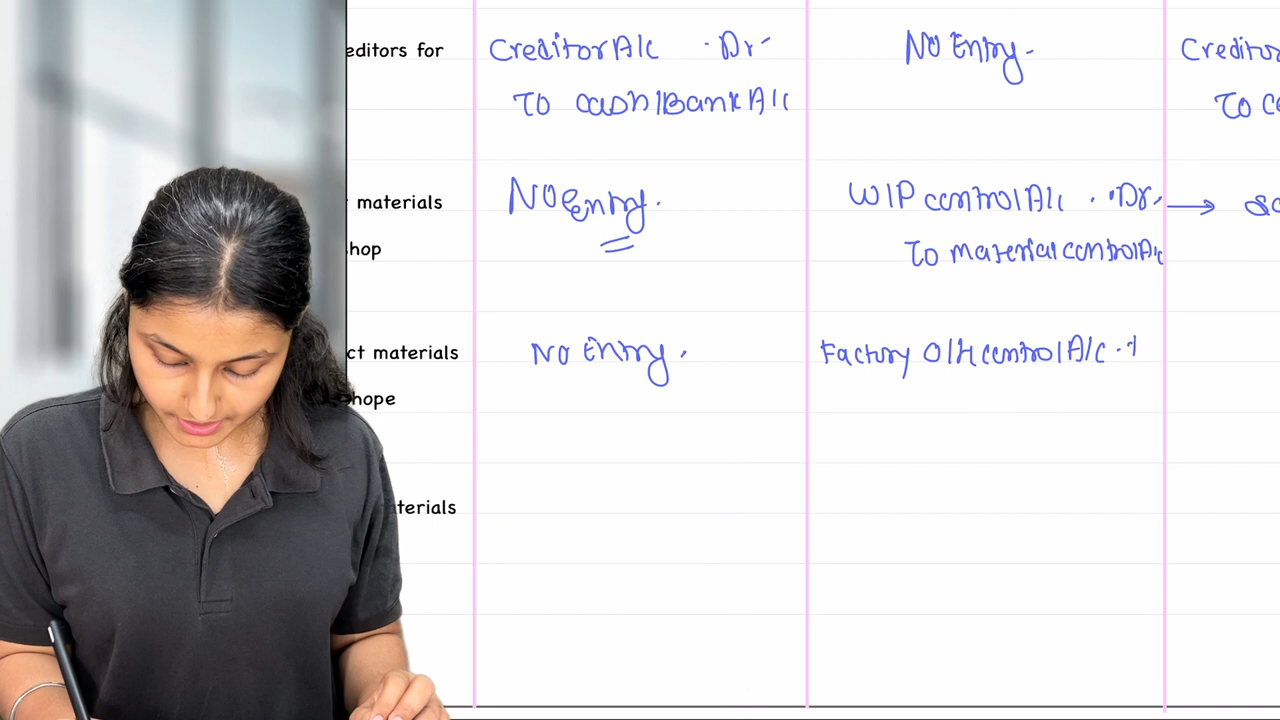 editors for Creditor A/c .Dr No Entry. Creditor
To cash/Bank A/c To C
materials No Entry. WIP control A/c .Dr. →
hop To material control A/c
ct materials No Entry. Factory O/H control A/c .
shope
terials